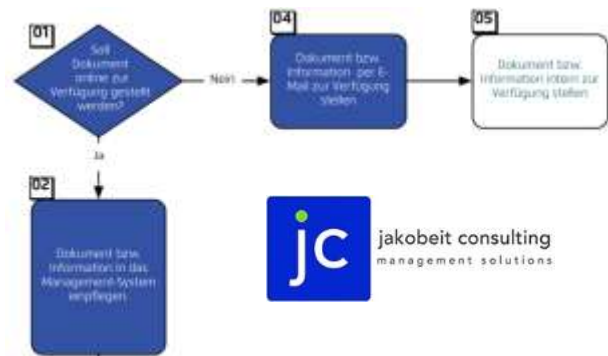 01
Soll
Dokument
online zur
Verfügung gestellt
werden?
Nein
04
Dokument bzw.
Information per E-
Mail zur Verfügung
stellen
05
Dokument bzw.
Information intern zur
Verfügung stellen
Ja
02
Dokument bzw.
Information in das
Management-System
einpflegen
jc
jakobeit consulting
management solutions